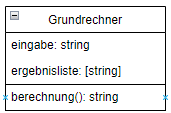 Grundrechner
eingabe: string
ergebnisliste: [string]
berechnung(): string